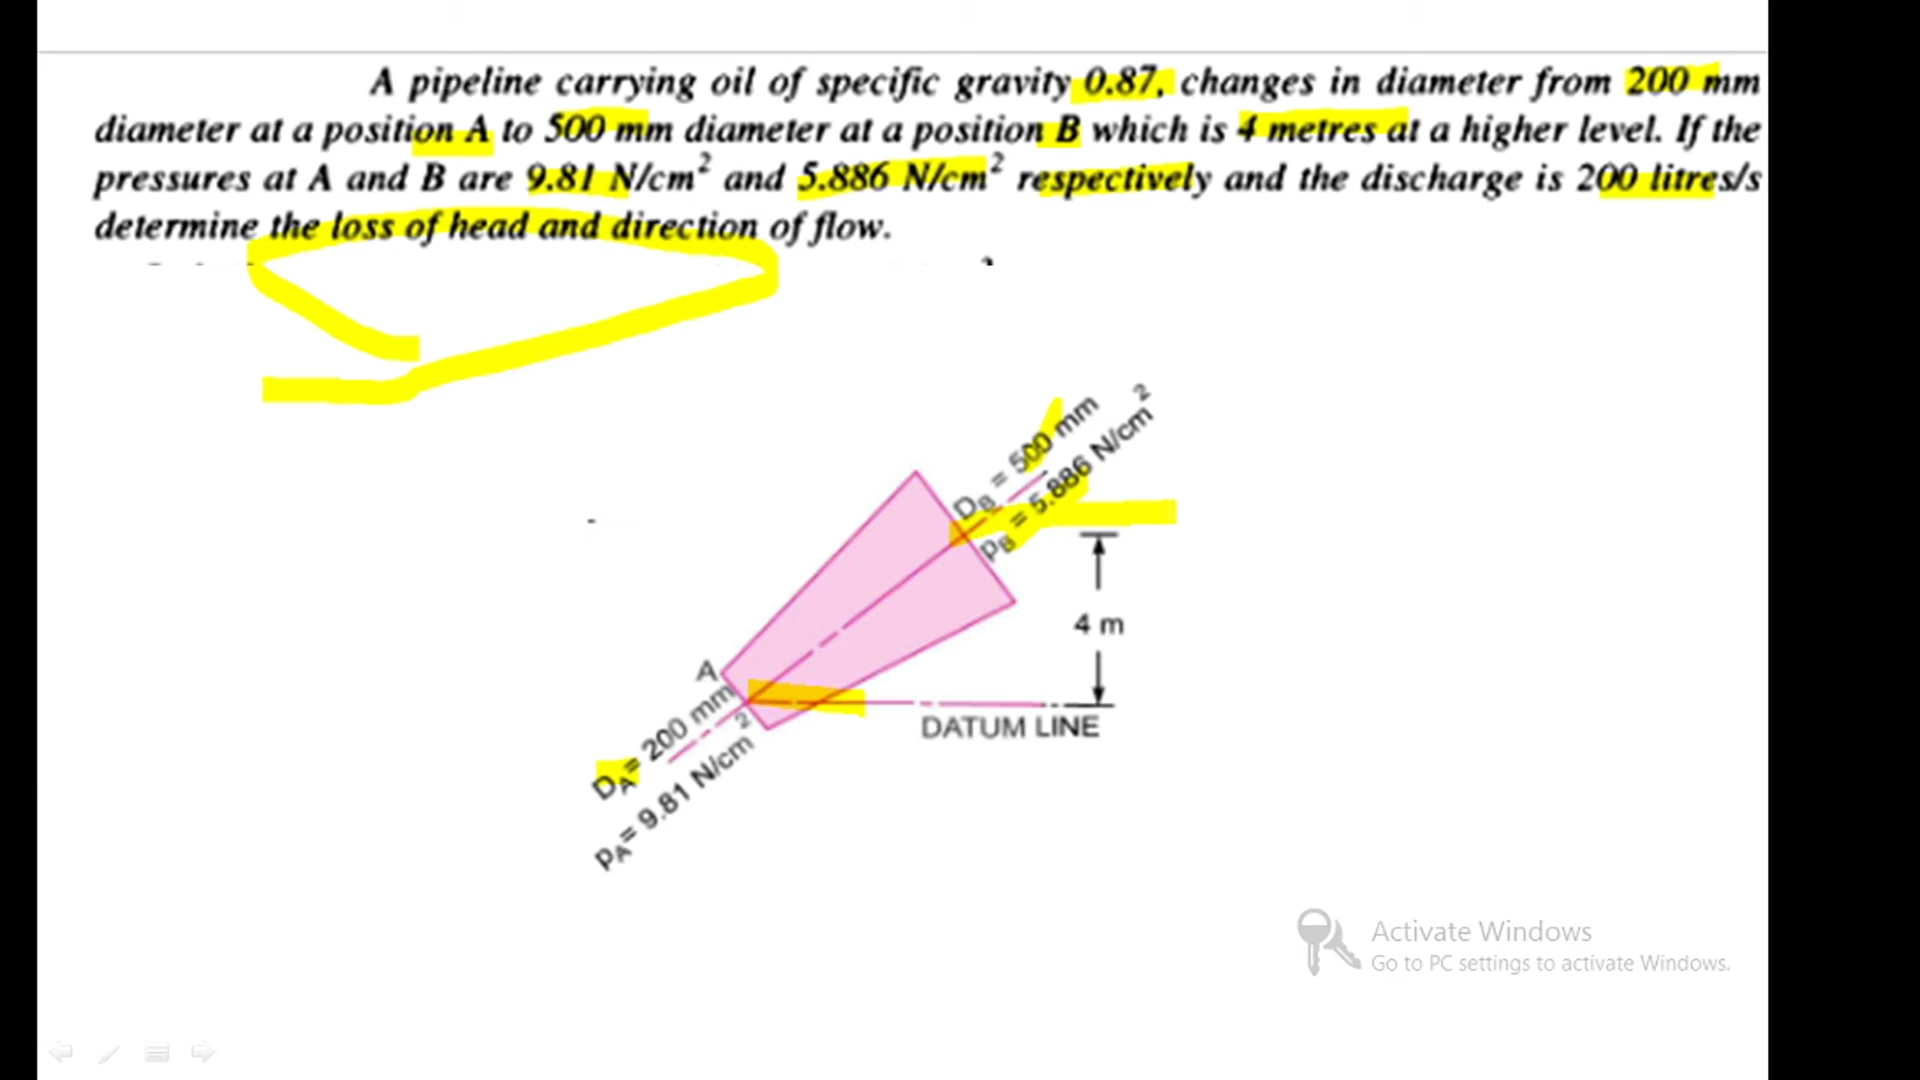 A pipeline carrying oil of specific gravity 0.87, changes in diameter from 200 mm
diameter at a position A to 500 mm diameter at a position B which is 4 metres at a higher level. If the
pressures at A and B are 9.81 N/cm² and 5.886 N/cm² respectively and the discharge is 200 litres/s
determine the loss of head and direction of flow.
D_B = 500 mm
p_B = 5.886 N/cm²
4 m
A
DATUM LINE
D_A = 200 mm
p_A = 9.81 N/cm²
Activate Windows
Go to PC settings to activate Windows.